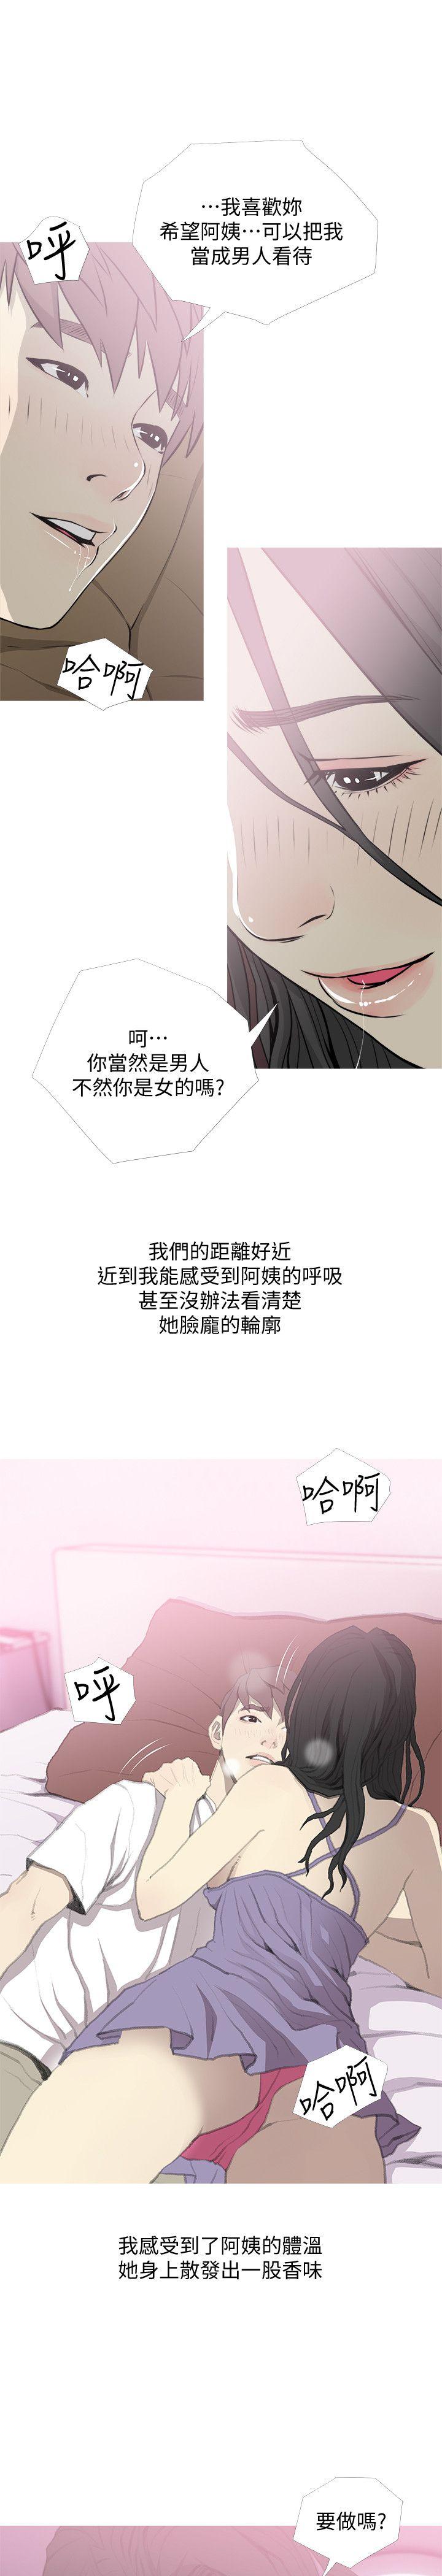 …我喜歡妳
希望阿姨…可以把我
當成男人看待
呼
哈啊
呵…
你當然是男人
不然你是女的嗎?
我們的距離好近
近到我能感受到阿姨的呼吸
甚至沒辦法看清楚
她臉龐的輪廓
哈啊
呼
哈啊
我感受到了阿姨的體溫
她身上散發出一股香味
要做嗎?